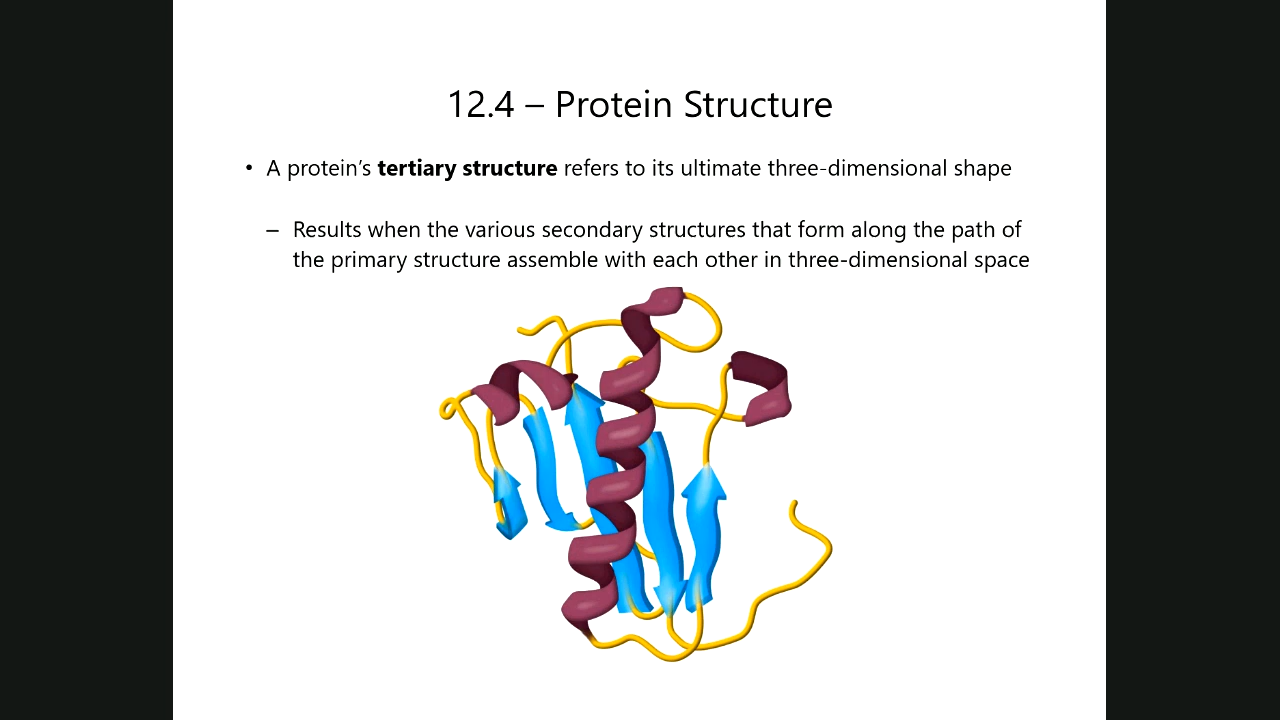 12.4 – Protein Structure
• A protein’s tertiary structure refers to its ultimate three-dimensional shape
– Results when the various secondary structures that form along the path of
the primary structure assemble with each other in three-dimensional space